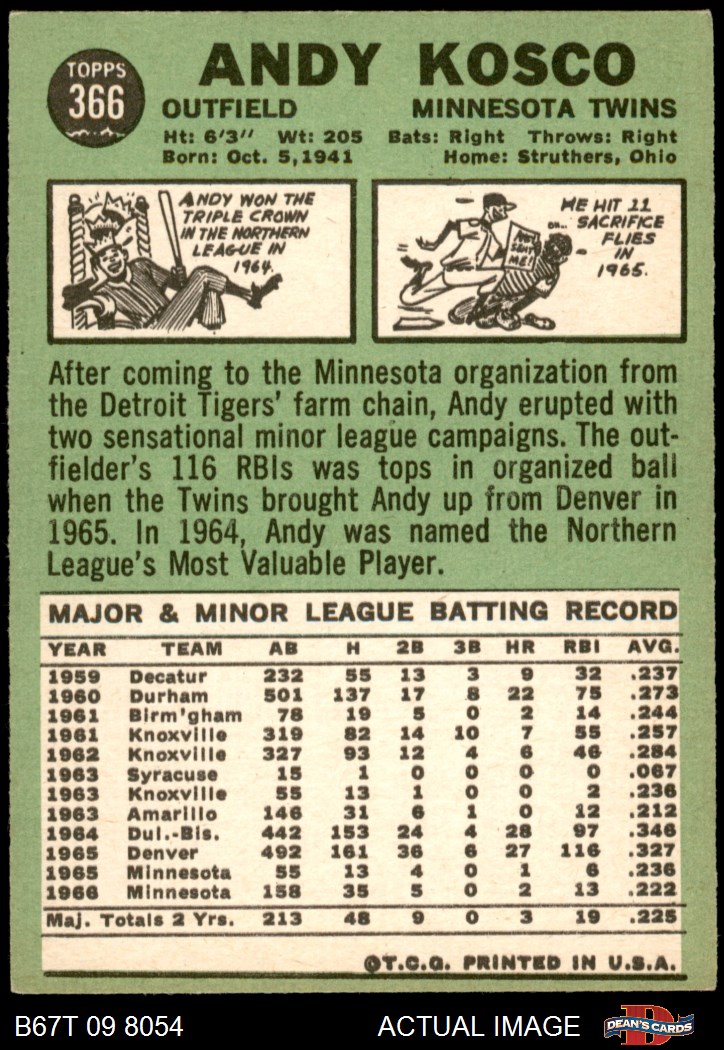 TOPPS
366
ANDY KOSCO
OUTFIELD MINNESOTA TWINS
Ht: 6'3" Wt: 205 Bats: Right Throws: Right
Born: Oct. 5, 1941 Home: Struthers, Ohio
ANDY WON THE
TRIPLE CROWN
IN THE NORTHERN
LEAGUE IN
1964.
HE HIT 11
SACRIFICE
FLIES
IN
1965.
OH...
ME!
After coming to the Minnesota organization from
the Detroit Tigers' farm chain, Andy erupted with
two sensational minor league campaigns. The out-
fielder's 116 RBIs was tops in organized ball
when the Twins brought Andy up from Denver in
1965. In 1964, Andy was named the Northern
League's Most Valuable Player.
MAJOR & MINOR LEAGUE BATTING RECORD
YEAR TEAM AB H 2B 3B HR RBI AVG.
1959 Decatur 232 55 13 3 9 32 .237
1960 Durham 501 137 17 8 22 75 .273
1961 Birm'gham 78 19 5 0 2 14 .244
1961 Knoxville 319 82 14 10 7 55 .257
1962 Knoxville 327 93 12 4 6 46 .284
1963 Syracuse 15 1 0 0 0 0 .067
1963 Knoxville 55 13 1 0 0 2 .236
1963 Amarillo 146 31 6 1 0 12 .212
1964 Dul.-Bis. 442 153 24 4 28 97 .346
1965 Denver 492 161 36 6 27 116 .327
1965 Minnesota 55 13 4 0 1 6 .236
1966 Minnesota 158 35 5 0 2 13 .222
Maj. Totals 2 Yrs. 213 48 9 0 3 19 .225
©T.C.G. PRINTED IN U.S.A.
B67T 09 8054 ACTUAL IMAGE
D
DEAN'S CARDS